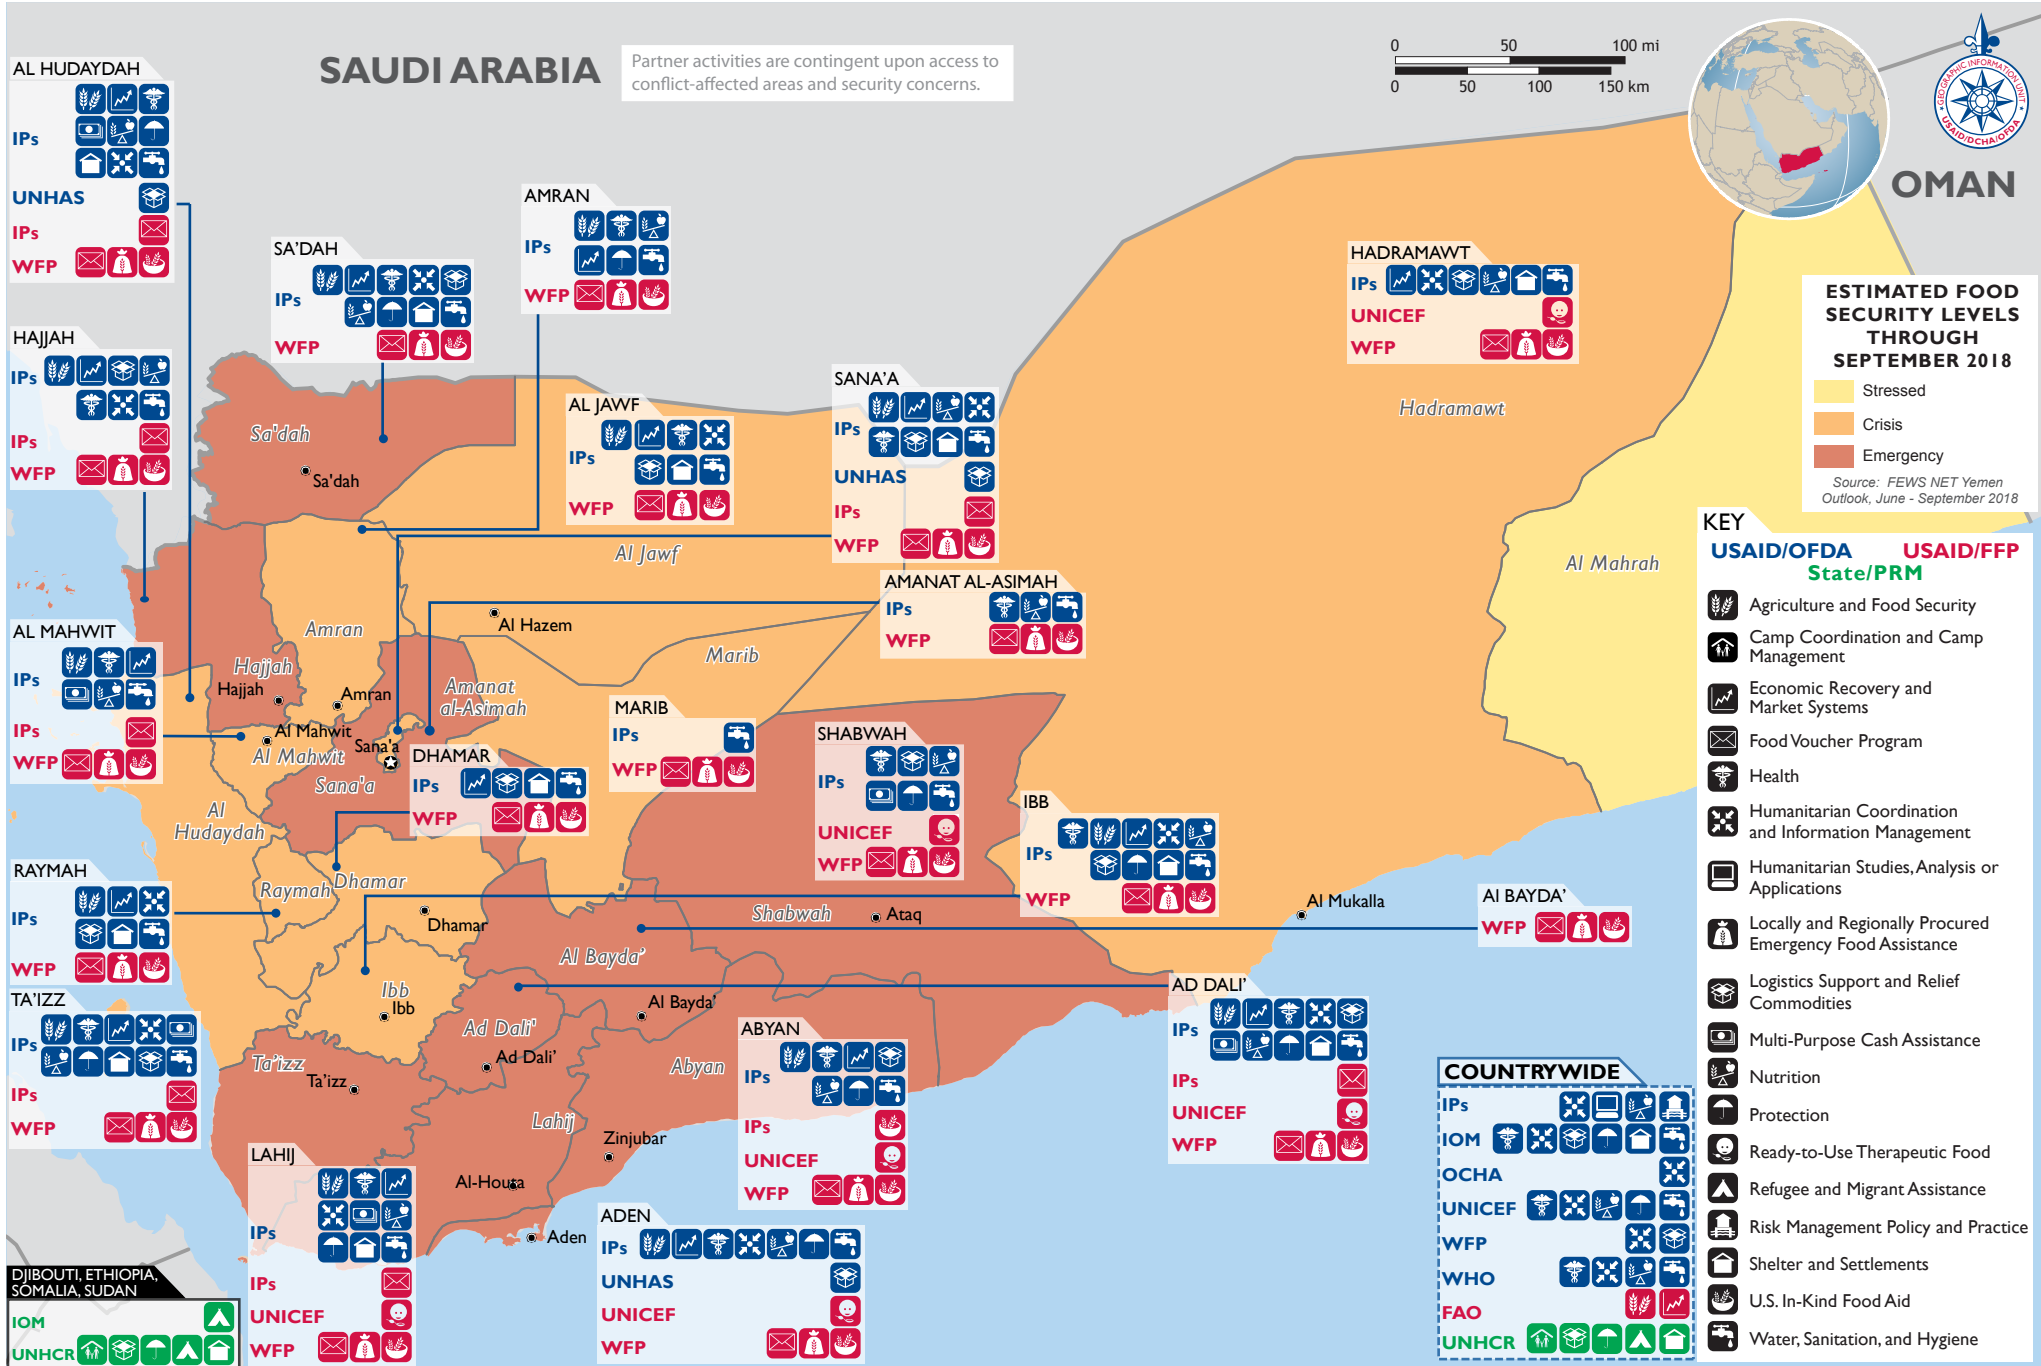 SAUDI ARABIA
Partner activities are contingent upon access to
conflict-affected areas and security concerns.
0 50 100 mi
0 50 100 150 km
GEOGRAPHIC INFORMATION UNIT
USAID/DCHA/OFDA
OMAN
AL HUDAYDAH
IPs
UNHAS
IPs
WFP
HAJJAH
IPs
IPs
WFP
AL MAHWIT
IPs
IPs
WFP
RAYMAH
IPs
WFP
TA'IZZ
IPs
IPs
WFP
SA'DAH
IPs
WFP
AMRAN
IPs
WFP
AL JAWF
IPs
WFP
SANA'A
IPs
UNHAS
IPs
WFP
AMANAT AL-ASIMAH
IPs
WFP
HADRAMAWT
IPs
UNICEF
WFP
MARIB
IPs
WFP
DHAMAR
IPs
WFP
SHABWAH
IPs
UNICEF
WFP
IBB
IPs
WFP
Al BAYDA'
WFP
AD DALI'
IPs
IPs
UNICEF
WFP
ABYAN
IPs
IPs
UNICEF
WFP
LAHIJ
IPs
IPs
UNICEF
WFP
ADEN
IPs
UNHAS
UNICEF
WFP
DJIBOUTI, ETHIOPIA,
SOMALIA, SUDAN
IOM
UNHCR
COUNTRYWIDE
IPs
IOM
OCHA
UNICEF
WFP
WHO
FAO
UNHCR
Sa'dah
Sa'dah
Al Jawf
Al Hazem
Amran
Amran
Hajjah
Hajjah
Marib
Amanat
al-Asimah
Al Mahwit
Al Mahwit
Sana'a
Sana'a
Al
Hudaydah
Raymah
Dhamar
Dhamar
Ibb
Ibb
Ta'izz
Ta'izz
Ad Dali'
Ad Dali'
Al Bayda'
Al Bayda'
Shabwah
Ataq
Abyan
Lahij
Zinjubar
Al-Houta
Aden
Hadramawt
Al Mukalla
Al Mahrah
ESTIMATED FOOD
SECURITY LEVELS
THROUGH
SEPTEMBER 2018
Stressed
Crisis
Emergency
Source: FEWS NET Yemen
Outlook, June - September 2018
KEY
USAID/OFDA USAID/FFP
State/PRM
Agriculture and Food Security
Camp Coordination and Camp
Management
Economic Recovery and
Market Systems
Food Voucher Program
Health
Humanitarian Coordination
and Information Management
Humanitarian Studies, Analysis or
Applications
Locally and Regionally Procured
Emergency Food Assistance
Logistics Support and Relief
Commodities
Multi-Purpose Cash Assistance
Nutrition
Protection
Ready-to-Use Therapeutic Food
Refugee and Migrant Assistance
Risk Management Policy and Practice
Shelter and Settlements
U.S. In-Kind Food Aid
Water, Sanitation, and Hygiene